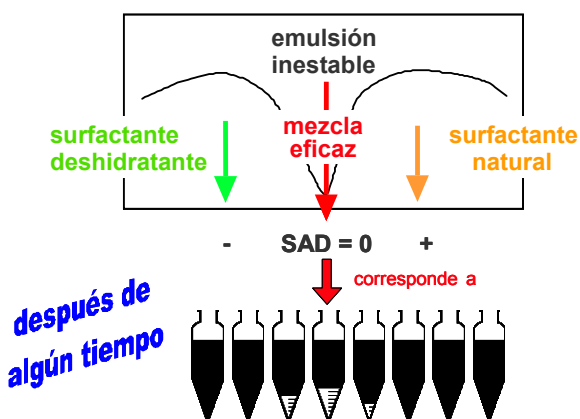 emulsión
inestable
surfactante
deshidratante
mezcla
eficaz
surfactante
natural
- SAD = 0 +
corresponde a
después de
algún tiempo